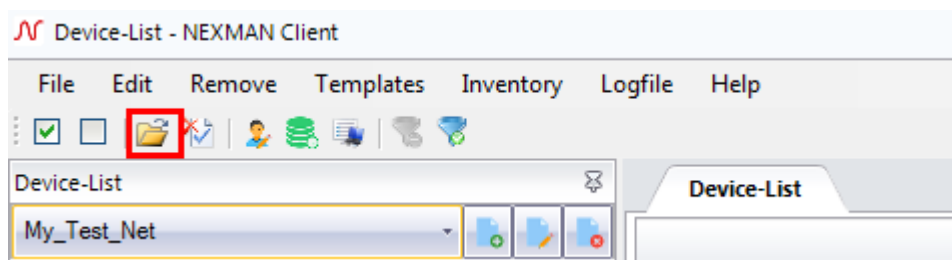 Device-List - NEXMAN Client
File Edit Remove Templates Inventory Logfile Help
Device-List Device-List
My_Test_Net